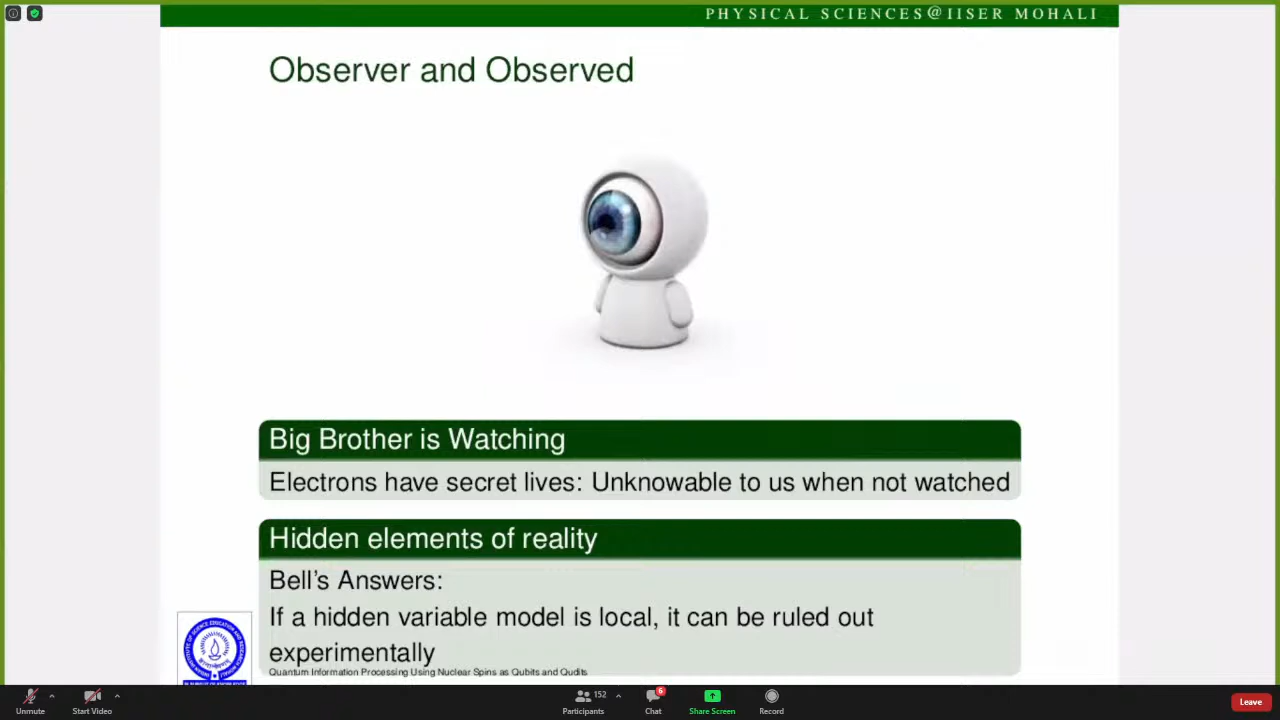 PHYSICAL SCIENCES@IISER MOHALI
Observer and Observed
Big Brother is Watching
Electrons have secret lives: Unknowable to us when not watched
Hidden elements of reality
Bell's Answers:
If a hidden variable model is local, it can be ruled out
experimentally
Quantum Information Processing Using Nuclear Spins as Qubits and Qudits
Unmute
Start Video
152
Participants
6
Chat
Share Screen
Record
Leave